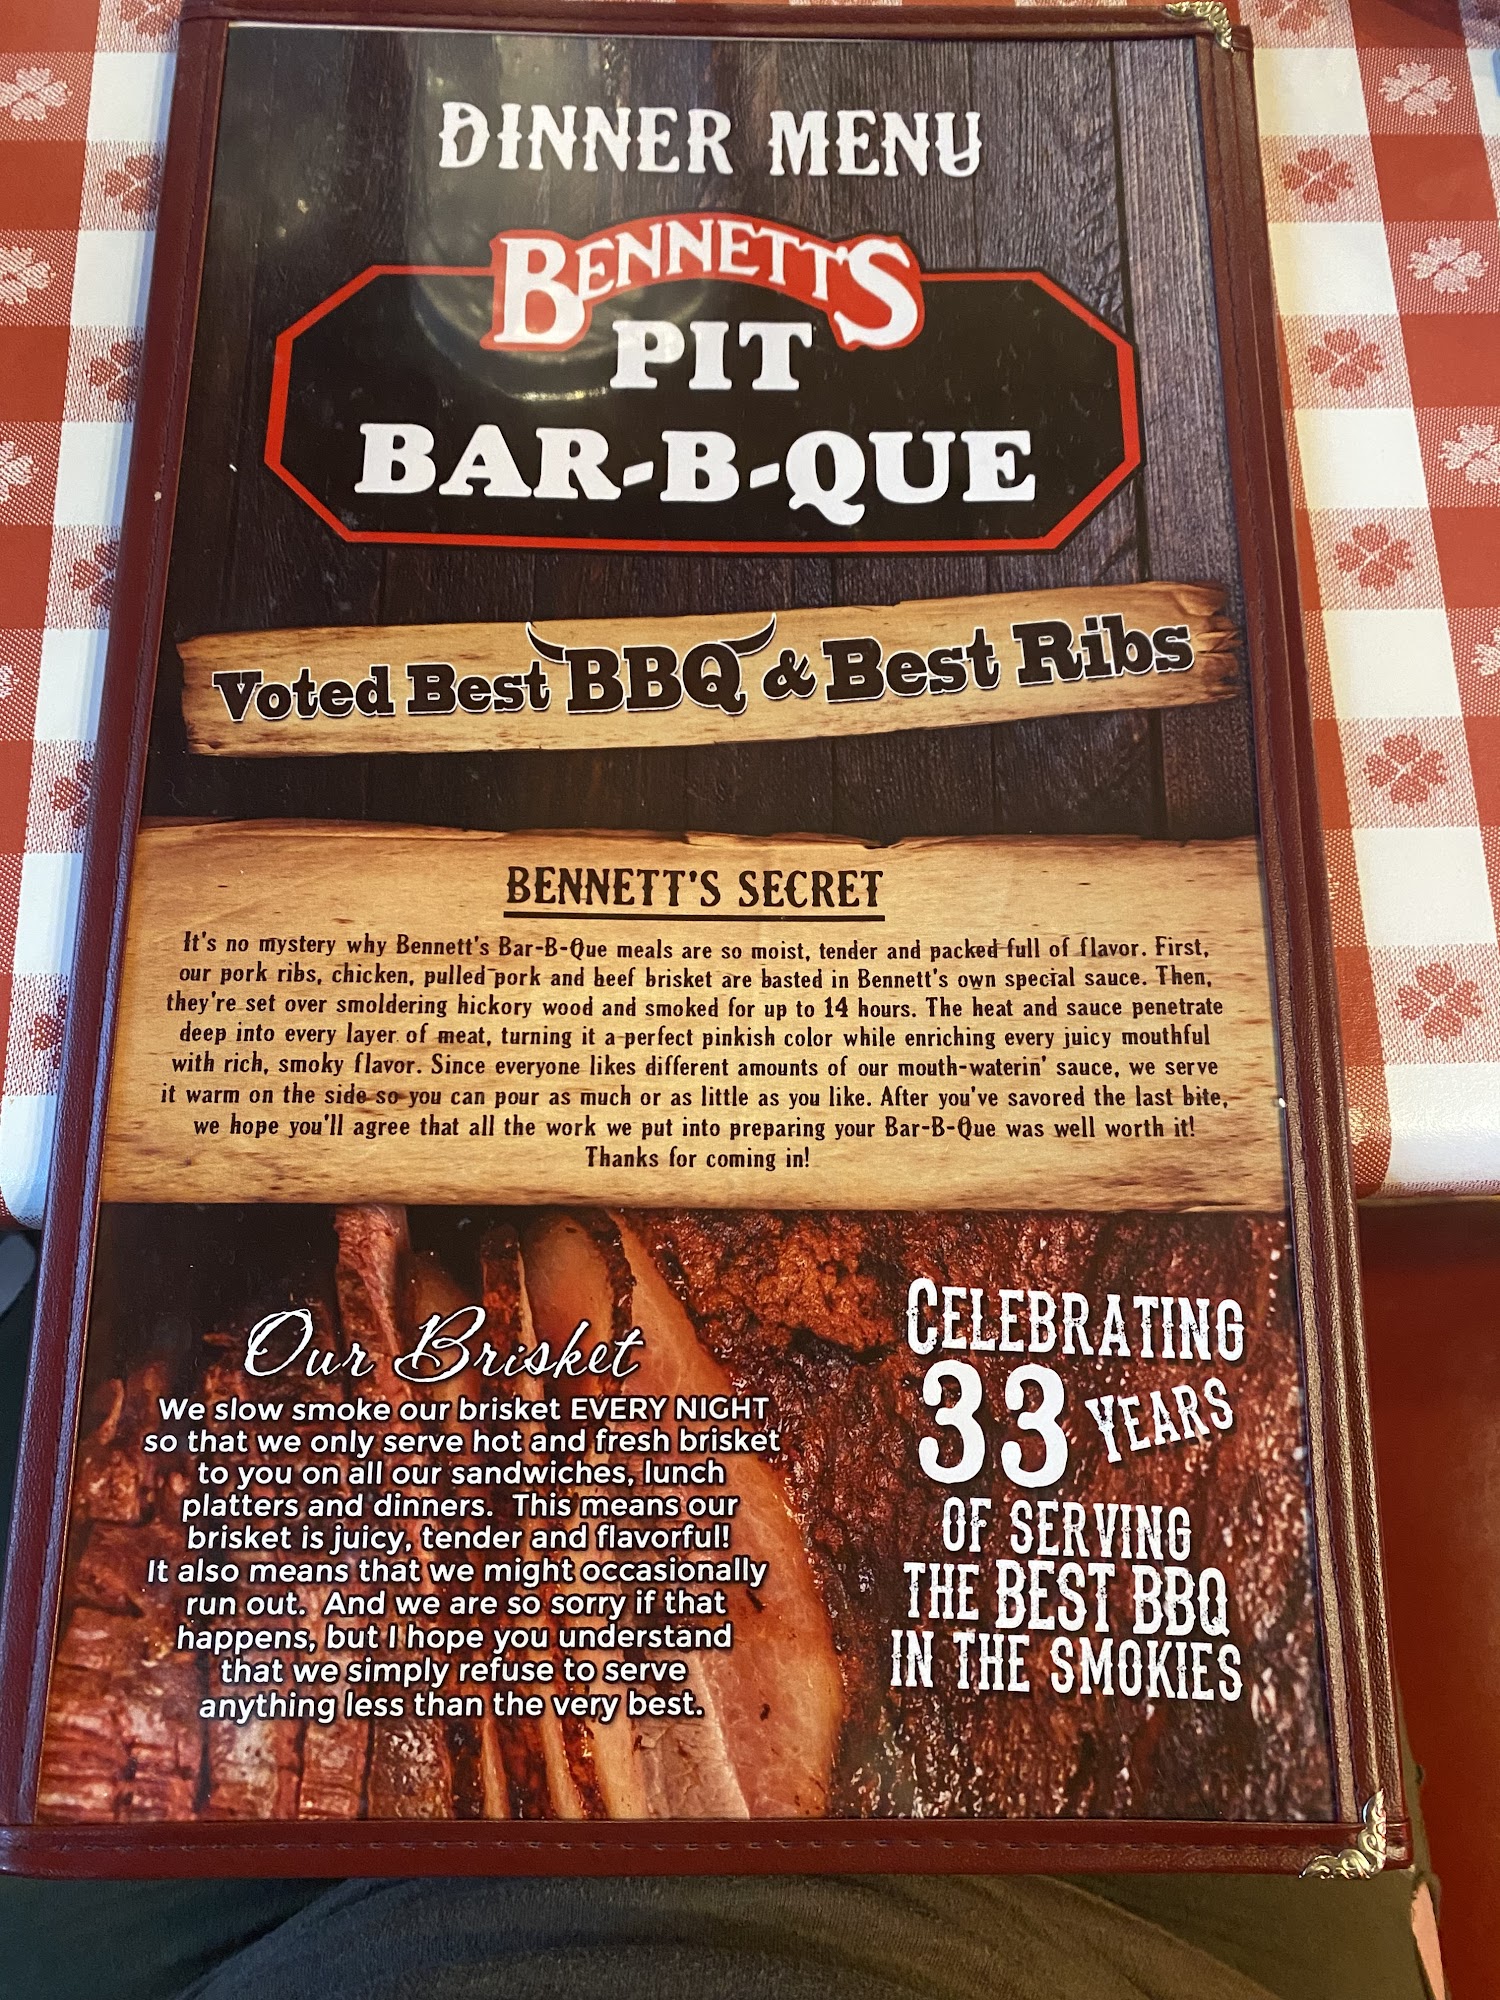 DINNER MENU
BENNETT'S
PIT
BAR-B-QUE
Voted Best BBQ & Best Ribs
BENNETT'S SECRET
It's no mystery why Bennett's Bar-B-Que meals are so moist, tender and packed full of flavor. First,
our pork ribs, chicken, pulled pork and beef brisket are basted in Bennett's own special sauce. Then,
they're set over smoldering hickory wood and smoked for up to 14 hours. The heat and sauce penetrate
deep into every layer of meat, turning it a perfect pinkish color while enriching every juicy mouthful
with rich, smoky flavor. Since everyone likes different amounts of our mouth-waterin' sauce, we serve
it warm on the side so you can pour as much or as little as you like. After you've savored the last bite,
we hope you'll agree that all the work we put into preparing your Bar-B-Que was well worth it!
Thanks for coming in!
Our Brisket
We slow smoke our brisket EVERY NIGHT
so that we only serve hot and fresh brisket
to you on all our sandwiches, lunch
platters and dinners. This means our
brisket is juicy, tender and flavorful!
It also means that we might occasionally
run out. And we are so sorry if that
happens, but I hope you understand
that we simply refuse to serve
anything less than the very best.
CELEBRATING
33 YEARS
OF SERVING
THE BEST BBQ
IN THE SMOKIES